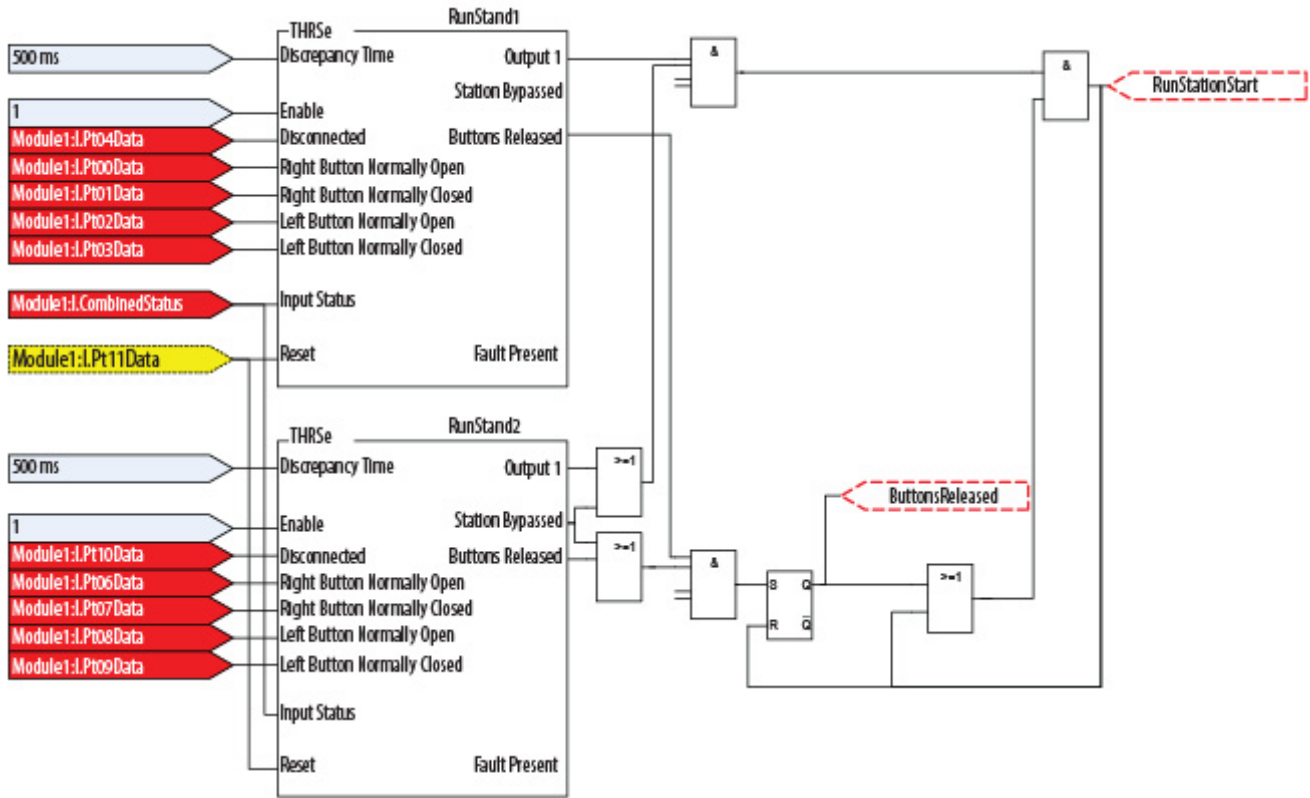 RunStand1
THRSe
500 ms
Discrepancy Time
Output 1
Station Bypassed
1
Enable
Module1:I.Pt04Data
Disconnected
Buttons Released
Module1:I.Pt00Data
Right Button Normally Open
Module1:I.Pt01Data
Right Button Normally Closed
Module1:I.Pt02Data
Left Button Normally Open
Module1:I.Pt03Data
Left Button Normally Closed
Module1:I.CombinedStatus
Input Status
Module1:I.Pt11Data
Reset
Fault Present
&
&
RunStationStart
RunStand2
THRSe
500 ms
Discrepancy Time
Output 1
Station Bypassed
1
Enable
Module1:I.Pt10Data
Disconnected
Buttons Released
Module1:I.Pt06Data
Right Button Normally Open
Module1:I.Pt07Data
Right Button Normally Closed
Module1:I.Pt08Data
Left Button Normally Open
Module1:I.Pt09Data
Left Button Normally Closed
Input Status
Reset
Fault Present
>=1
>=1
&
S Q
R Q̅
ButtonsReleased
>=1